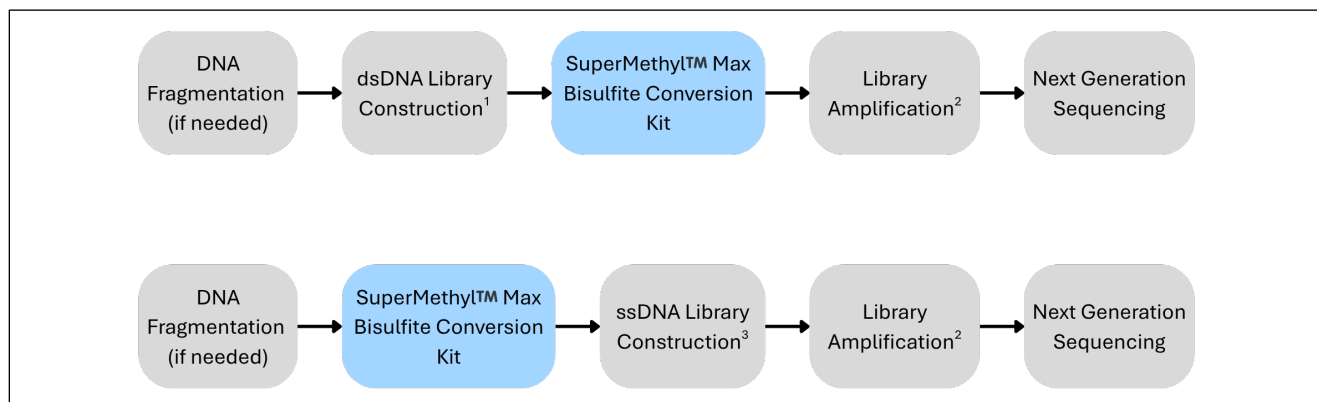 DNA
Fragmentation
(if needed)
dsDNA Library
Construction¹
SuperMethyl™ Max
Bisulfite Conversion
Kit
Library
Amplification²
Next Generation
Sequencing
DNA
Fragmentation
(if needed)
SuperMethyl™ Max
Bisulfite Conversion
Kit
ssDNA Library
Construction³
Library
Amplification²
Next Generation
Sequencing